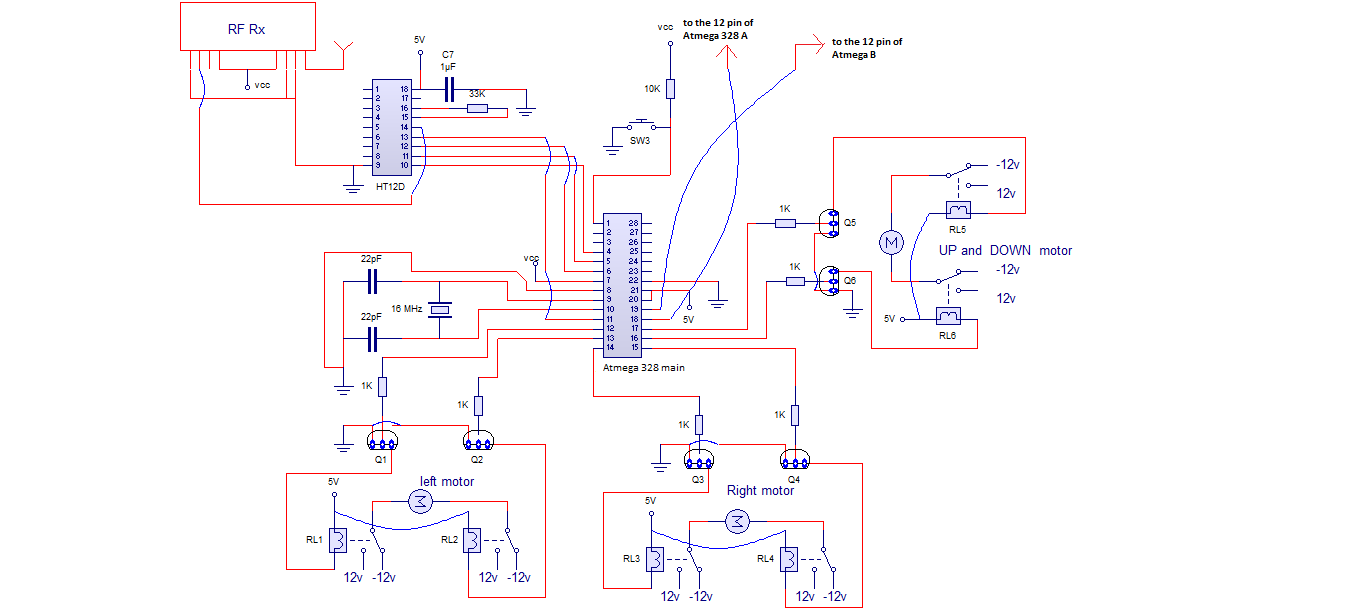 RF Rx
vcc
5V
C7
1µF
33K
1
2
3
4
5
6
7
8
9
18
17
16
15
14
13
12
11
10
HT12D
vcc
10K
SW3
to the 12 pin of
Atmega 328 A
to the 12 pin of
Atmega B
22pF
22pF
16 MHz
vcc
1
2
3
4
5
6
7
8
9
10
11
12
13
14
28
27
26
25
24
23
22
21
20
19
18
17
16
15
Atmega 328 main
5V
1K
Q5
1K
Q6
M
-12v
12v
RL5
UP and DOWN motor
-12v
12v
5V
RL6
1K
1K
Q1
Q2
left motor
5V
M
RL1
RL2
12v -12v
12v -12v
1K
1K
Q3
Q4
Right motor
5V
M
RL3
RL4
12v -12v
12v -12v